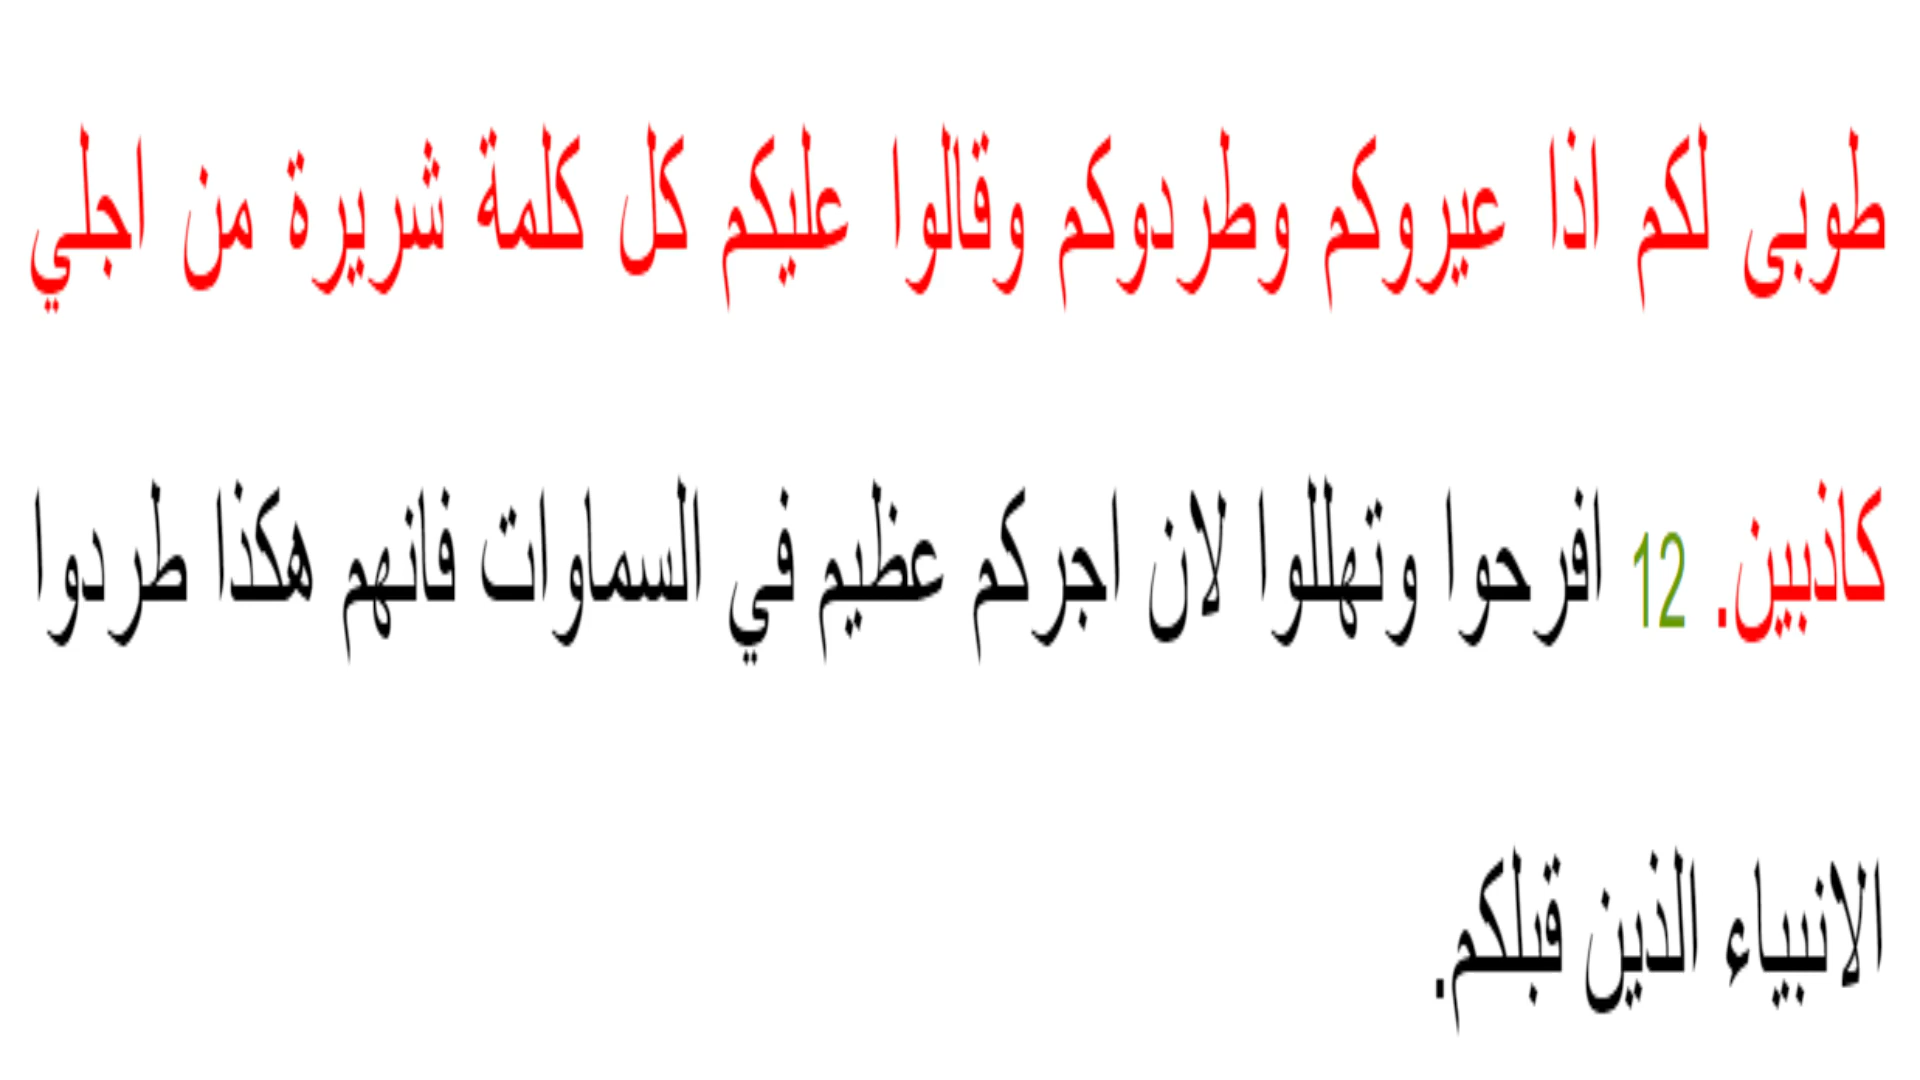 طوبى لكم اذا عيروكم وطردوكم وقالوا عليكم كل كلمة شريرة من اجلي
كاذبين. 12 افرحوا وتهللوا لان اجركم عظيم في السماوات فانهم هكذا طردوا
الانبياء الذين قبلكم.